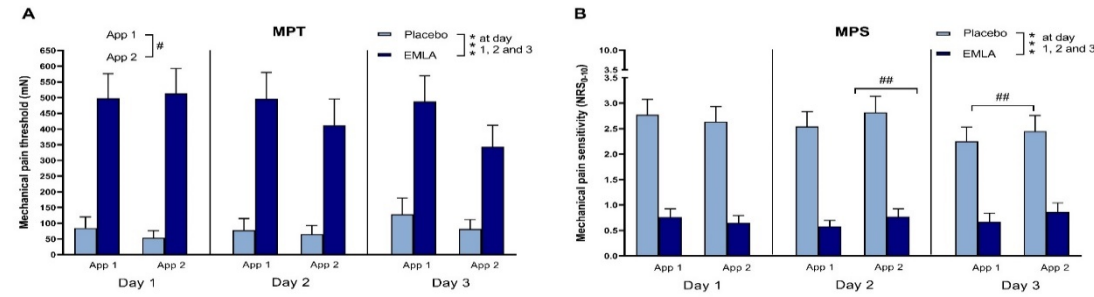 A
MPT
App 1
App 2
#
Placebo
EMLA
*
*
*
at day
1, 2 and 3
Mechanical pain threshold (mN)
650
600
550
500
450
400
350
300
250
200
150
100
50
0
App 1 App 2 App 1 App 2 App 1 App 2
Day 1 Day 2 Day 3
B
MPS
Placebo
EMLA
*
*
*
at day
1, 2 and 3
Mechanical pain sensitivity (NRS0-10)
10.0
7.5
5.0
3.5
3.0
2.5
2.0
1.5
1.0
0.5
0.0
##
##
App 1 App 2 App 1 App 2 App 1 App 2
Day 1 Day 2 Day 3